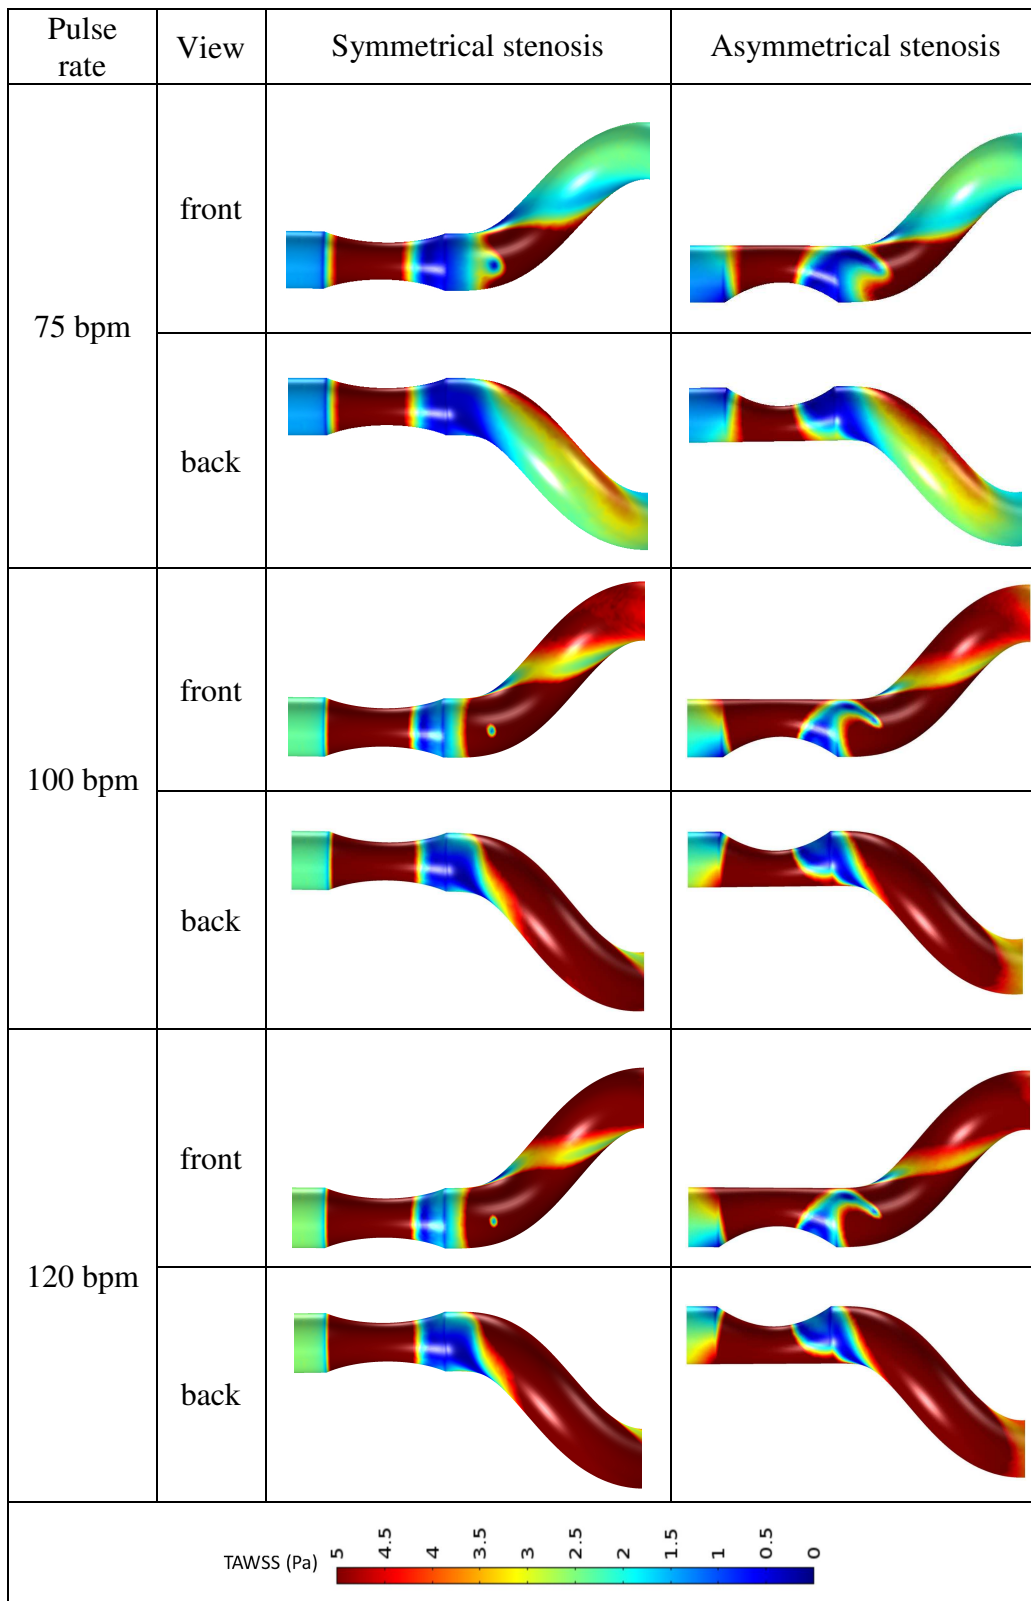 Pulse
rate
View
Symmetrical stenosis
Asymmetrical stenosis
75 bpm
front
back
100 bpm
front
back
120 bpm
front
back
TAWSS (Pa)
5
4.5
4
3.5
3
2.5
2
1.5
1
0.5
0